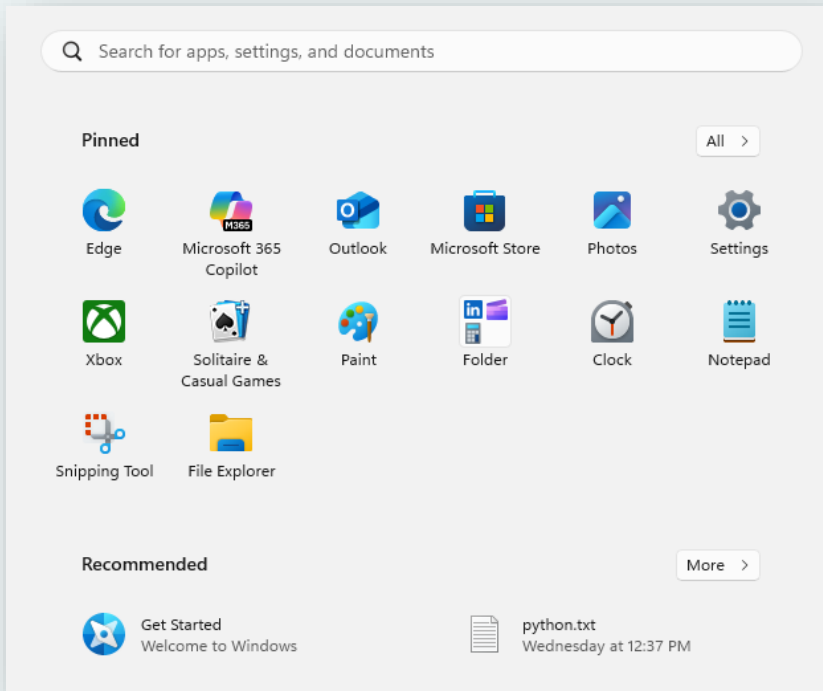 Search for apps, settings, and documents
Pinned
All
Edge
Microsoft 365
Copilot
Outlook
Microsoft Store
Photos
Settings
M365
Xbox
Solitaire &
Casual Games
Paint
Folder
Clock
Notepad
in
Snipping Tool
File Explorer
Recommended
More
Get Started
Welcome to Windows
python.txt
Wednesday at 12:37 PM